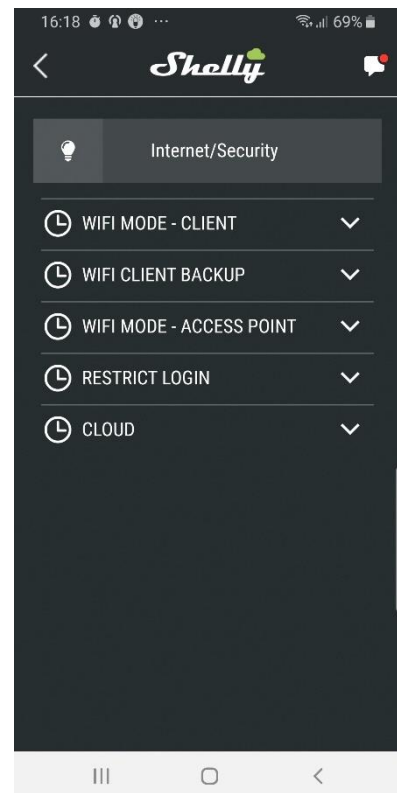 16:18 69%
Shelly
Internet/Security
WIFI MODE - CLIENT
WIFI CLIENT BACKUP
WIFI MODE - ACCESS POINT
RESTRICT LOGIN
CLOUD